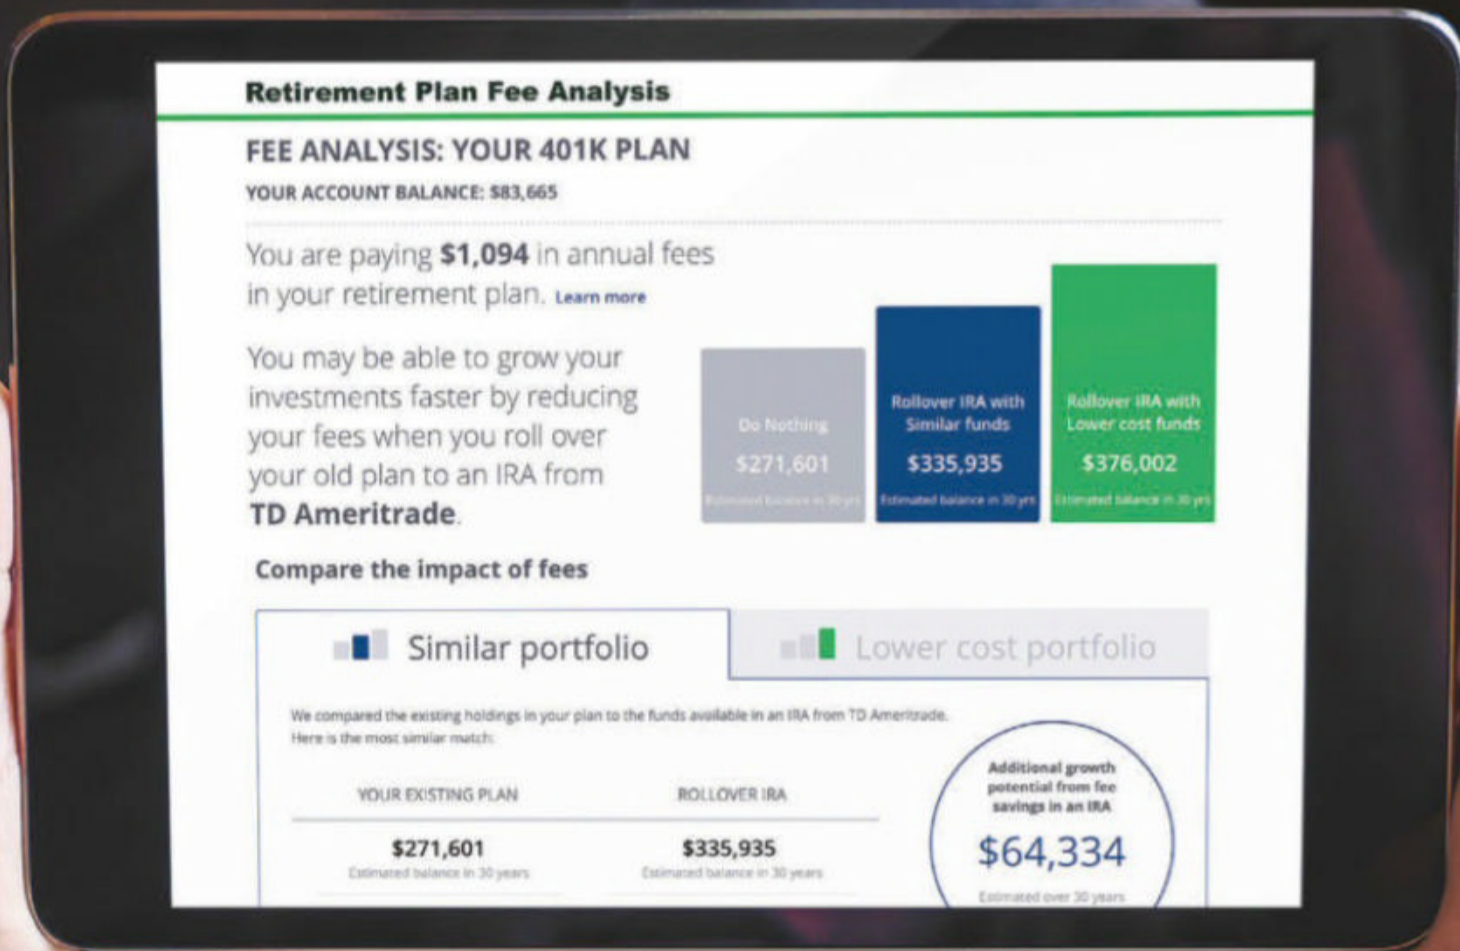 Retirement Plan Fee Analysis
FEE ANALYSIS: YOUR 401K PLAN
YOUR ACCOUNT BALANCE: $83,665
You are paying $1,094 in annual fees
in your retirement plan. Learn more
You may be able to grow your
investments faster by reducing
your fees when you roll over
your old plan to an IRA from
TD Ameritrade.
Do Nothing
$271,601
Estimated balance in 30 yrs
Rollover IRA with
Similar funds
$335,935
Estimated balance in 30 yrs
Rollover IRA with
Lower cost funds
$376,002
Estimated balance in 30 yrs
Compare the impact of fees
Similar portfolio
Lower cost portfolio
We compared the existing holdings in your plan to the funds available in an IRA from TD Ameritrade.
Here is the most similar match:
YOUR EXISTING PLAN
$271,601
Estimated balance in 30 years
ROLLOVER IRA
$335,935
Estimated balance in 30 years
Additional growth
potential from fee
savings in an IRA
$64,334
Estimated over 30 years